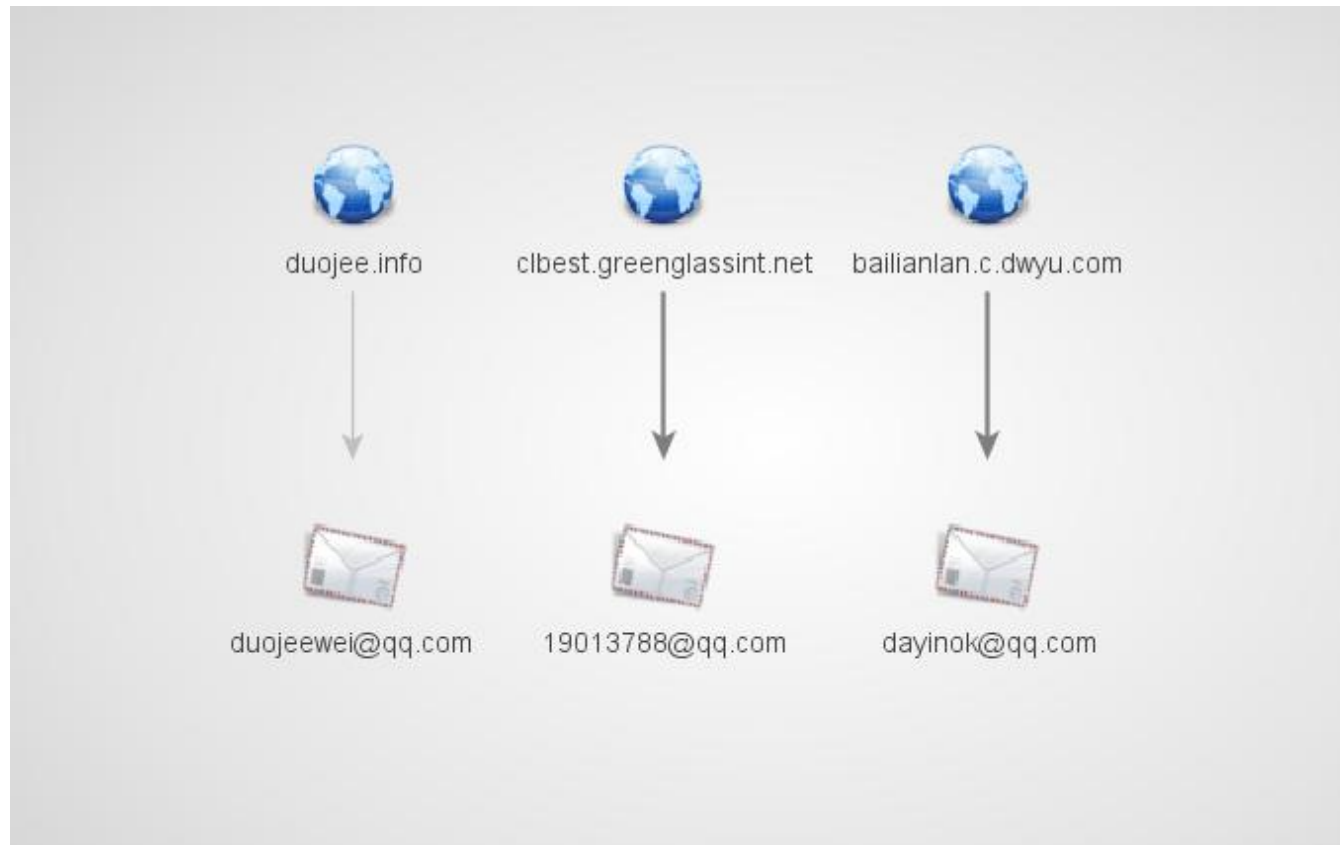 duojee.info
clbest.greenglassint.net
bailianlan.c.dwyu.com
duojeewei@qq.com
19013788@qq.com
dayinok@qq.com